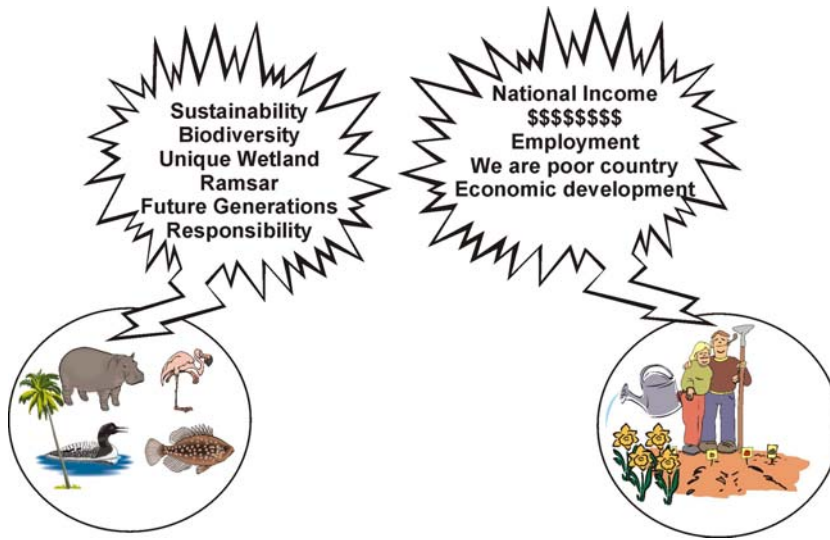 Sustainability
Biodiversity
Unique Wetland
Ramsar
Future Generations
Responsibility
National Income
$$$$$$$$
Employment
We are poor country
Economic development